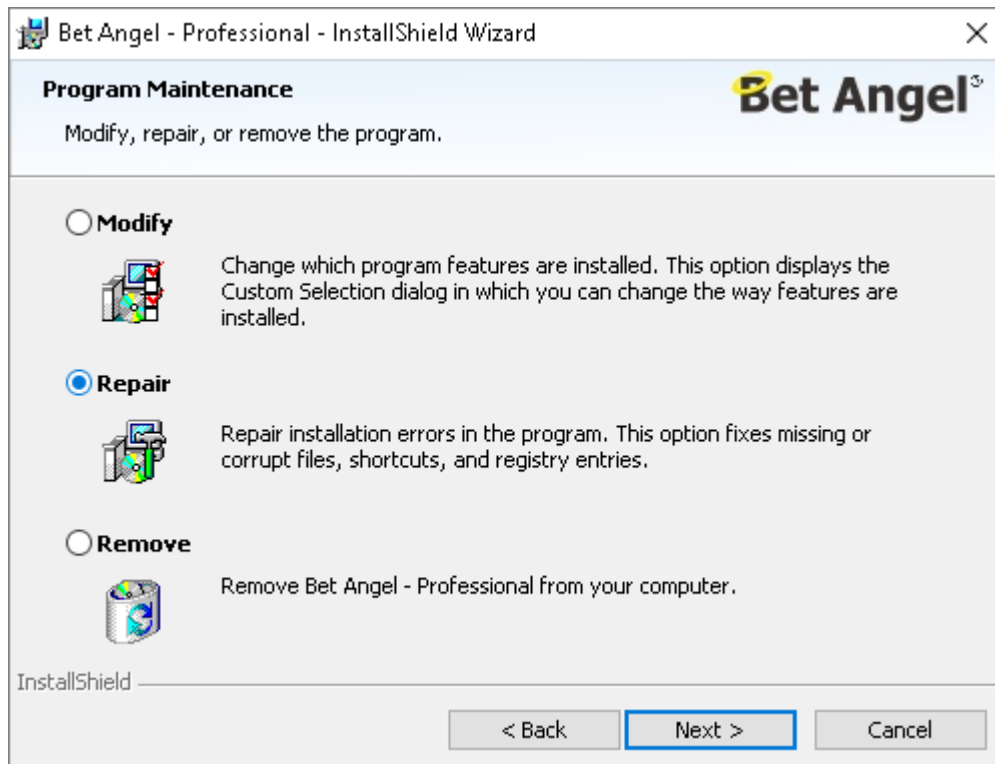 Bet Angel - Professional - InstallShield Wizard
Program Maintenance
Bet Angel
Modify, repair, or remove the program.
Modify
Change which program features are installed. This option displays the
Custom Selection dialog in which you can change the way features are
installed.
Repair
Repair installation errors in the program. This option fixes missing or
corrupt files, shortcuts, and registry entries.
Remove
Remove Bet Angel - Professional from your computer.
InstallShield
< Back
Next >
Cancel